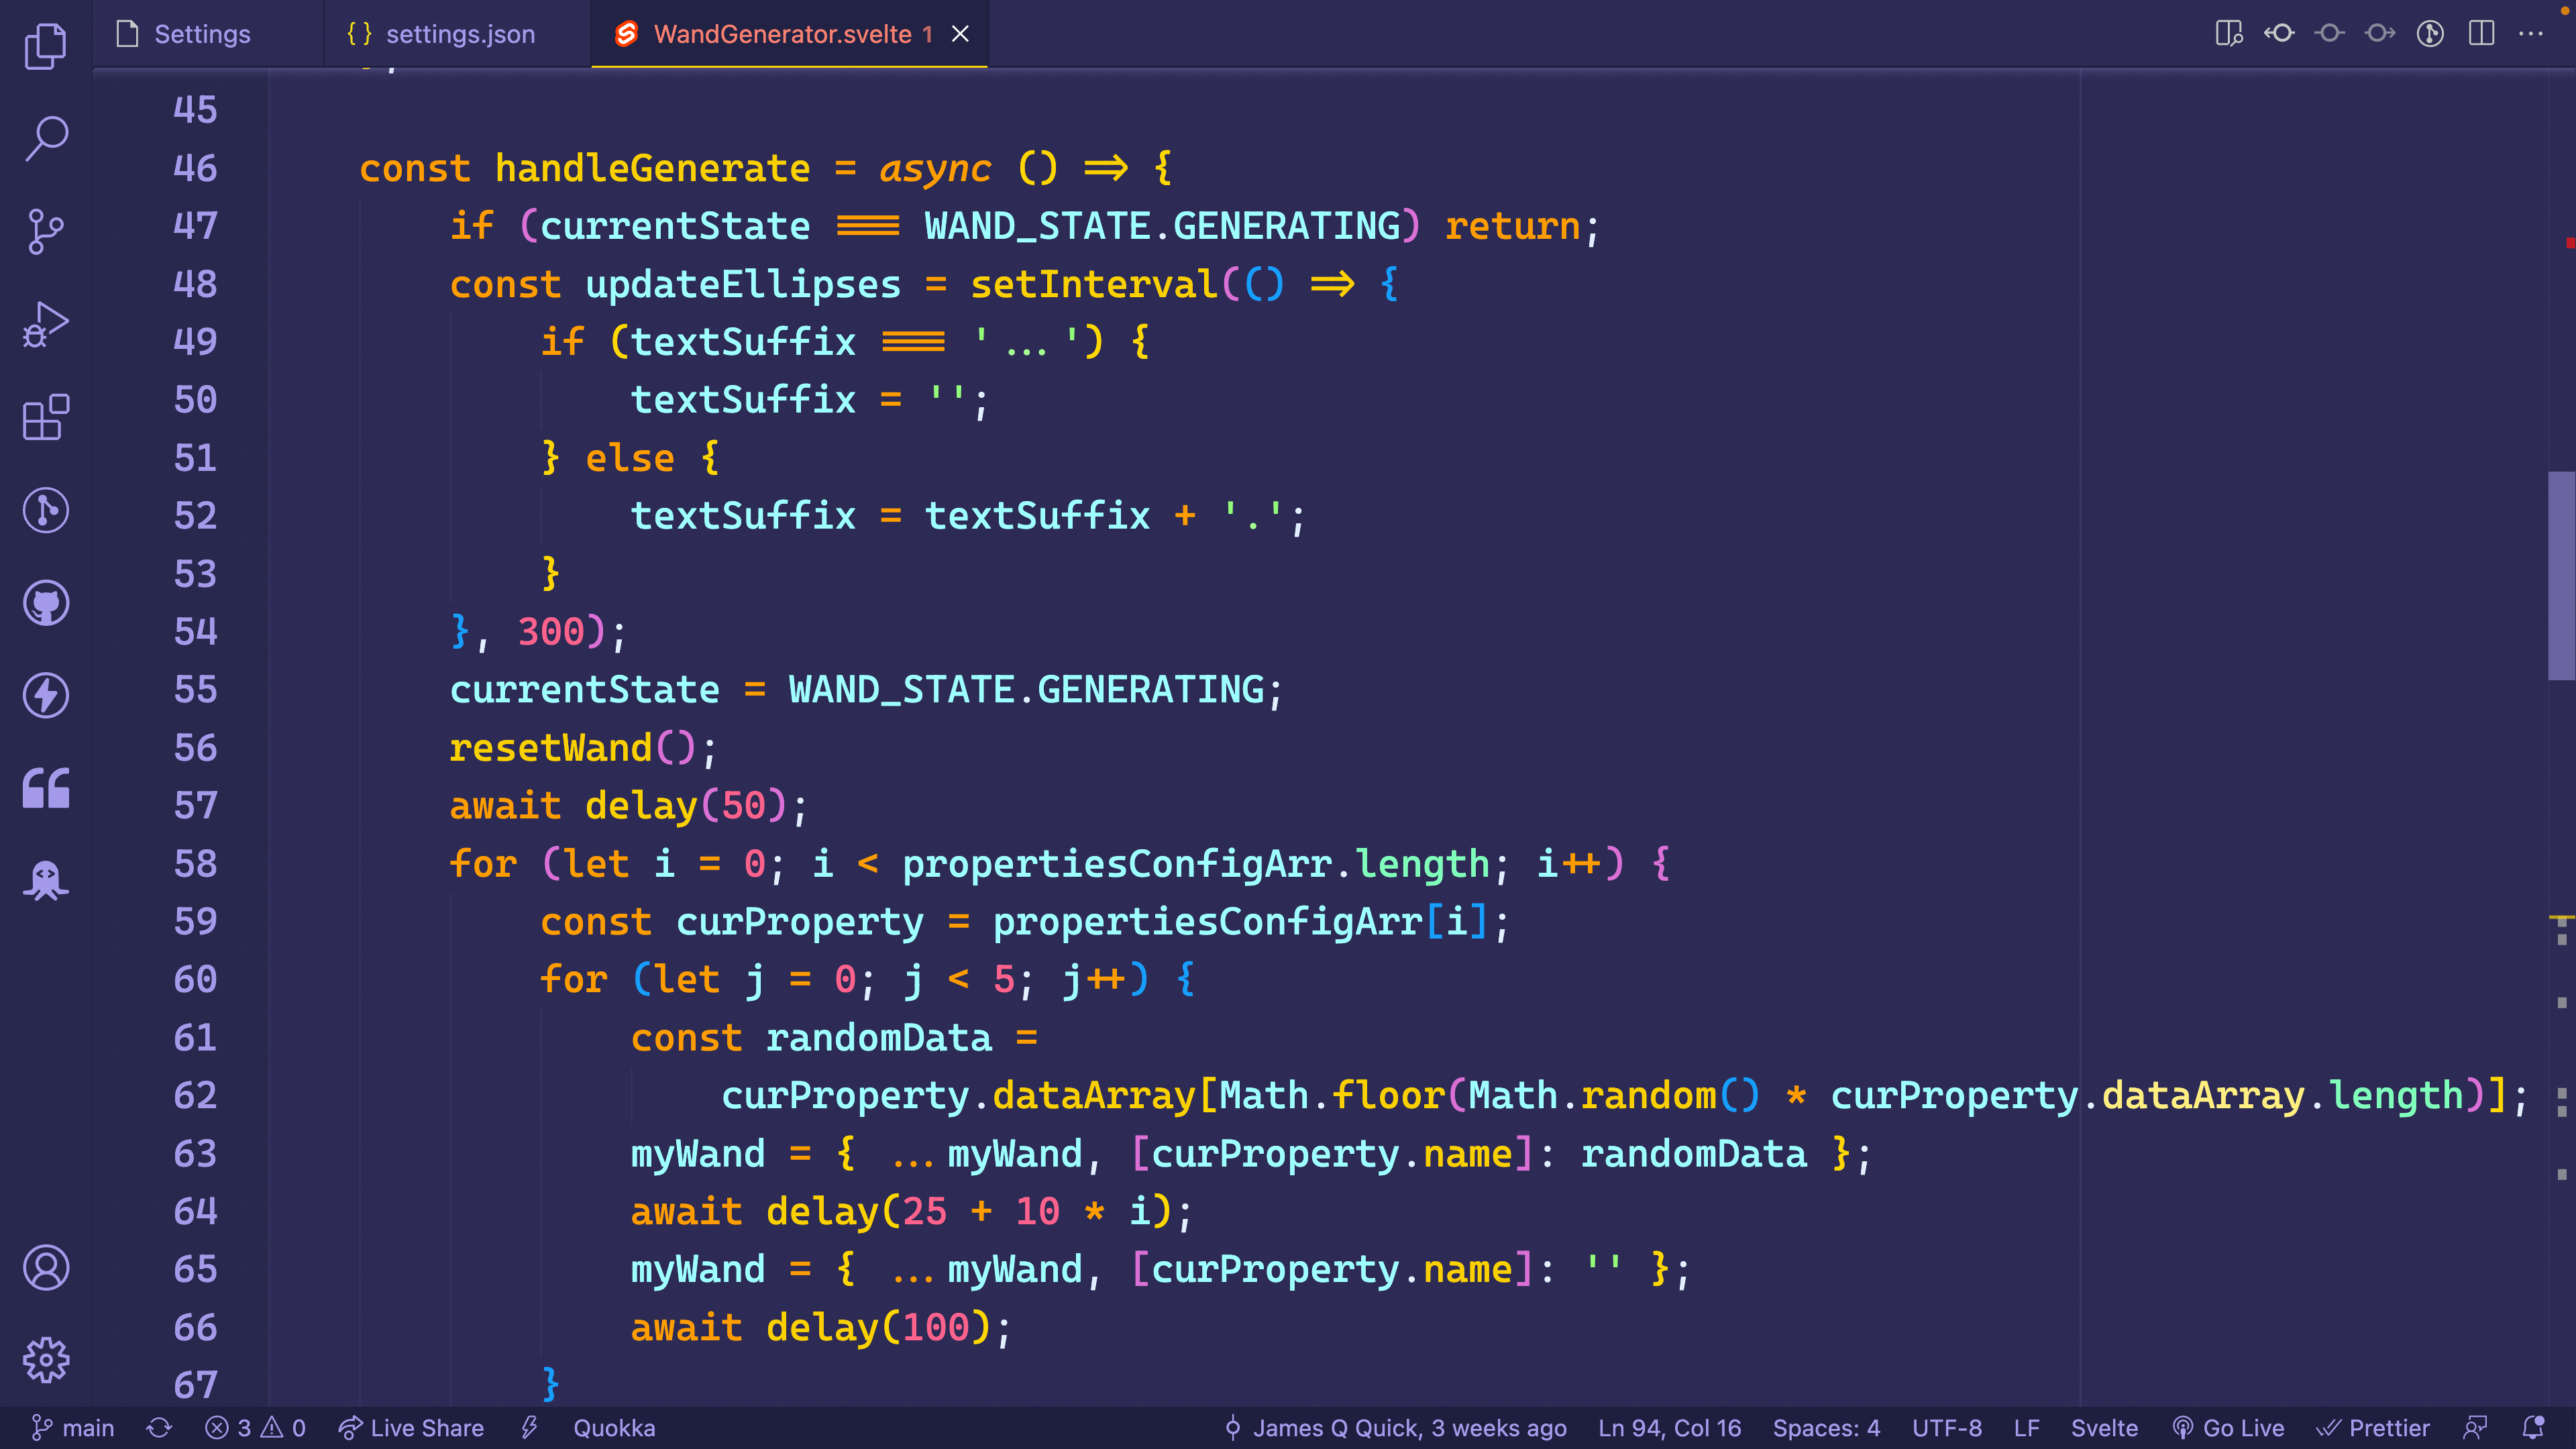 Settings
{ } settings.json
WandGenerator.svelte 1
45
46 const handleGenerate = async () => {
47 if (currentState === WAND_STATE.GENERATING) return;
48 const updateEllipses = setInterval(() => {
49 if (textSuffix === '...') {
50 textSuffix = '';
51 } else {
52 textSuffix = textSuffix + '.';
53 }
54 }, 300);
55 currentState = WAND_STATE.GENERATING;
56 resetWand();
57 await delay(50);
58 for (let i = 0; i < propertiesConfigArr.length; i++) {
59 const curProperty = propertiesConfigArr[i];
60 for (let j = 0; j < 5; j++) {
61 const randomData =
62 curProperty.dataArray[Math.floor(Math.random() * curProperty.dataArray.length)];
63 myWand = { ...myWand, [curProperty.name]: randomData };
64 await delay(25 + 10 * i);
65 myWand = { ...myWand, [curProperty.name]: '' };
66 await delay(100);
67 }
main 3 0 Live Share Quokka James Q Quick, 3 weeks ago Ln 94, Col 16 Spaces: 4 UTF-8 LF Svelte Go Live Prettier